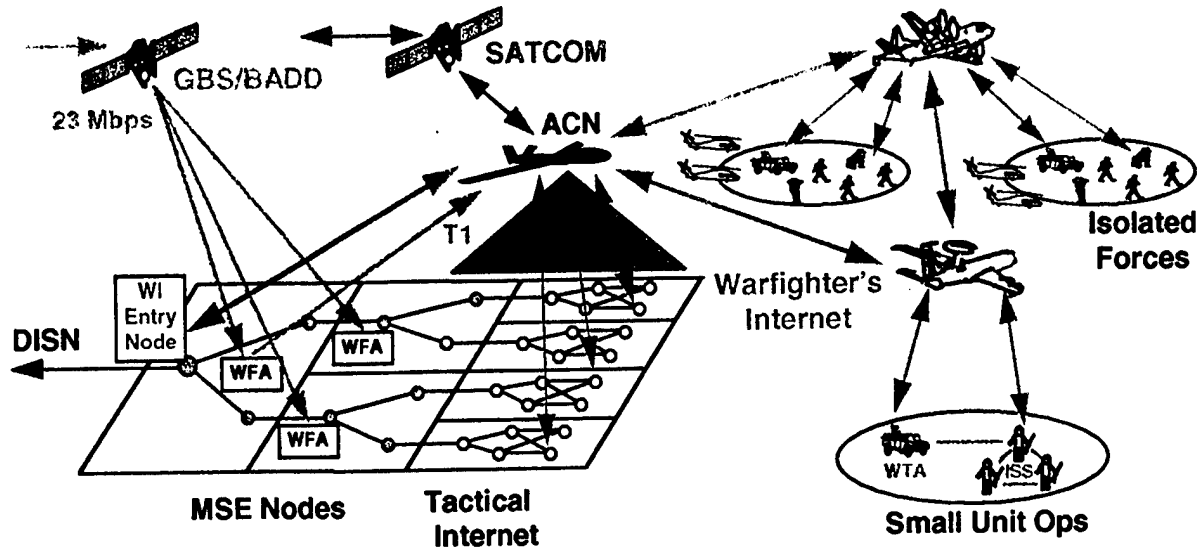 SATCOM
GBS/BADD
23 Mbps
ACN
T1
Isolated
Forces
WI
Entry
Node
Warfighter's
Internet
DISN
WFA
WFA
WFA
WTA
ISS
MSE Nodes
Tactical
Internet
Small Unit Ops